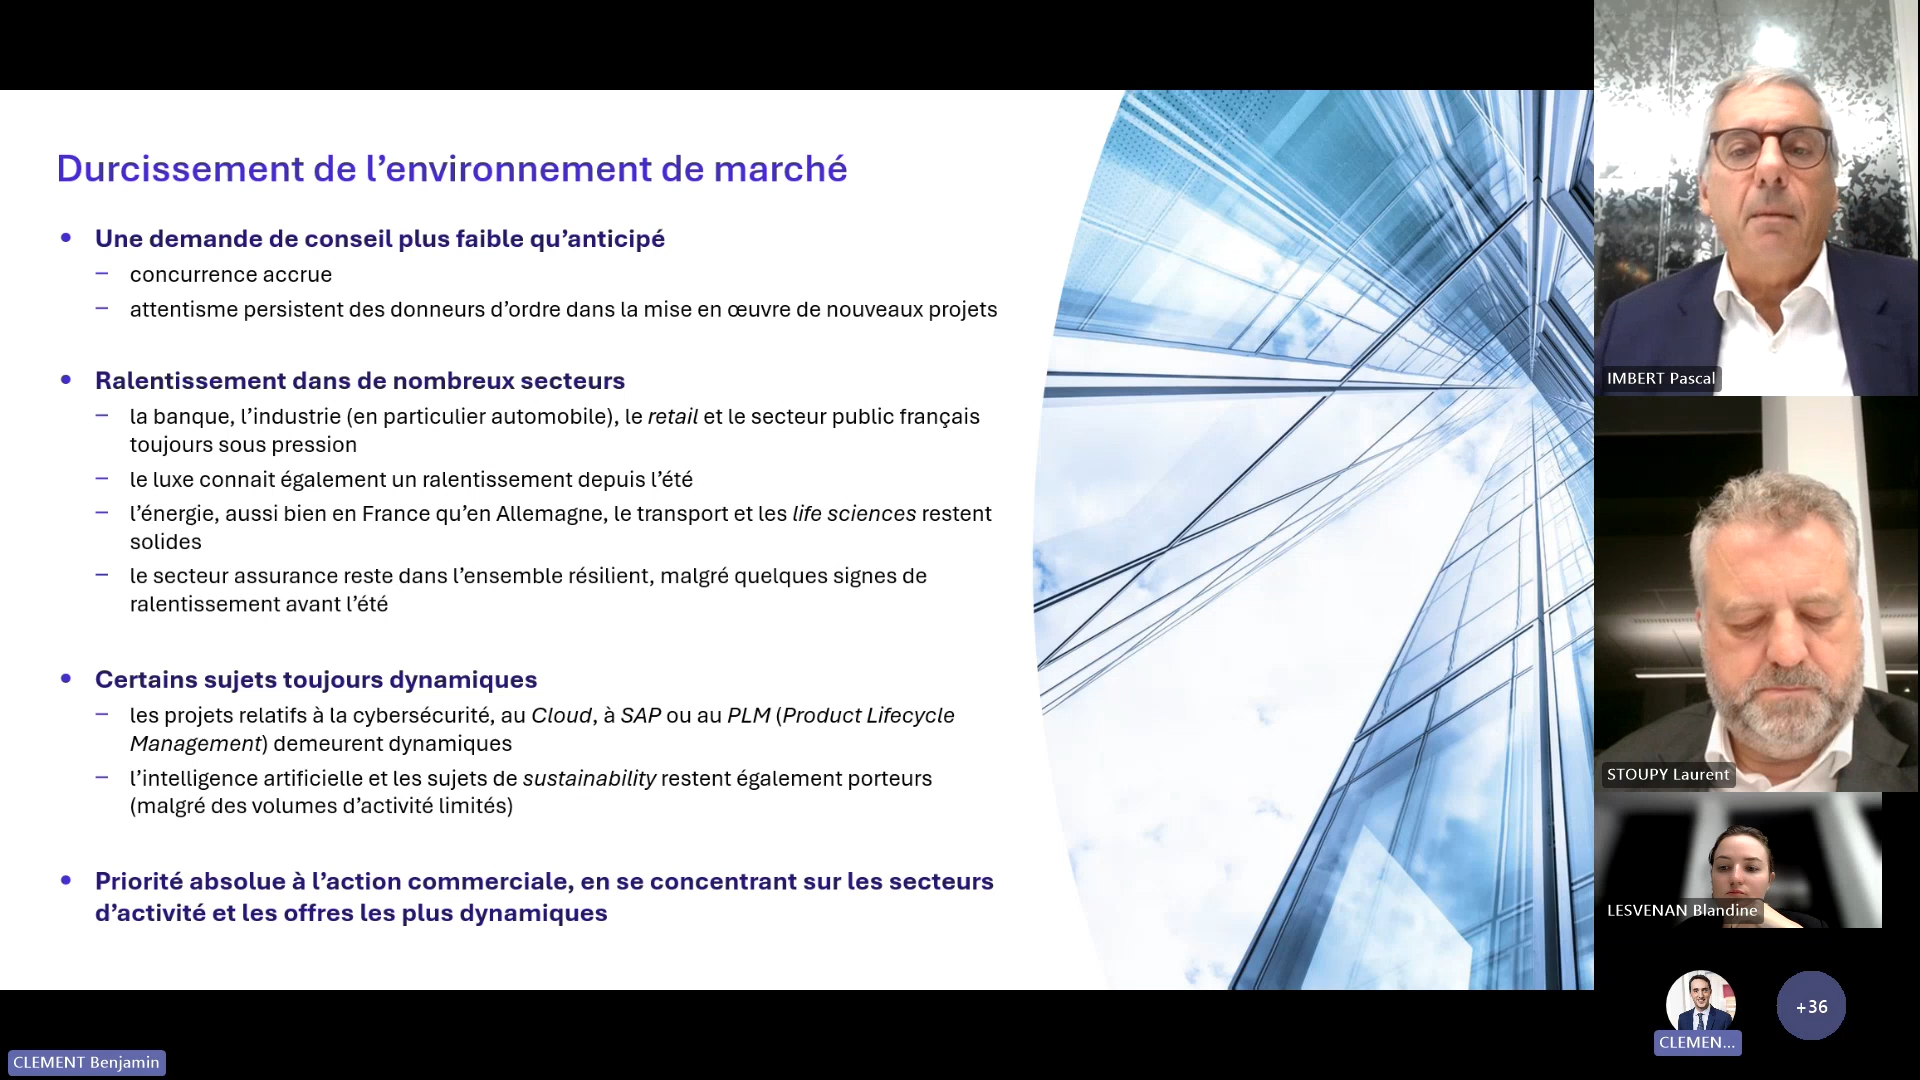 Durcissement de l’environnement de marché
• Une demande de conseil plus faible qu’anticipé
– concurrence accrue
– attentisme persistent des donneurs d’ordre dans la mise en œuvre de nouveaux projets
• Ralentissement dans de nombreux secteurs
– la banque, l’industrie (en particulier automobile), le retail et le secteur public français
toujours sous pression
– le luxe connait également un ralentissement depuis l’été
– l’énergie, aussi bien en France qu’en Allemagne, le transport et les life sciences restent
solides
– le secteur assurance reste dans l’ensemble résilient, malgré quelques signes de
ralentissement avant l’été
• Certains sujets toujours dynamiques
– les projets relatifs à la cybersécurité, au Cloud, à SAP ou au PLM (Product Lifecycle
Management) demeurent dynamiques
– l’intelligence artificielle et les sujets de sustainability restent également porteurs
(malgré des volumes d’activité limités)
• Priorité absolue à l’action commerciale, en se concentrant sur les secteurs
d’activité et les offres les plus dynamiques
IMBERT Pascal
STOUPY Laurent
LESVENAN Blandine
CLEMEN...
+36
CLEMENT Benjamin